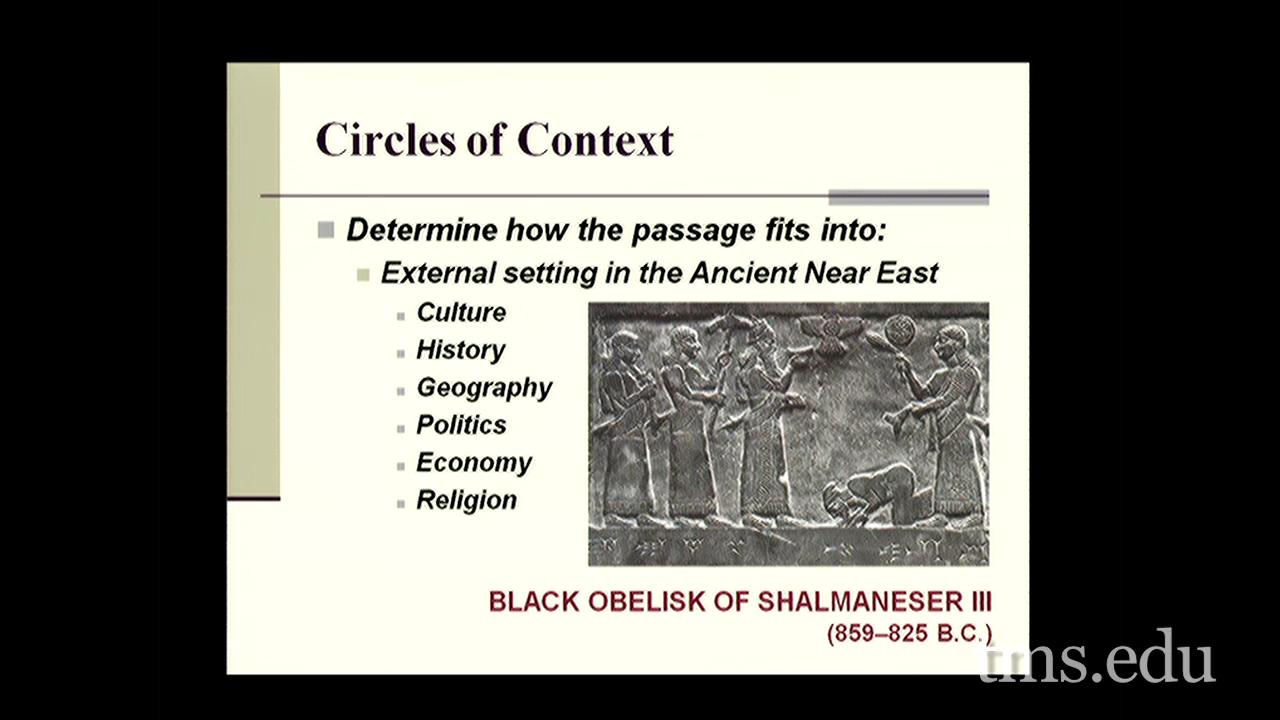 Circles of Context
Determine how the passage fits into:
External setting in the Ancient Near East
Culture
History
Geography
Politics
Economy
Religion
BLACK OBELISK OF SHALMANESER III
(859–825 B.C.)
tms.edu